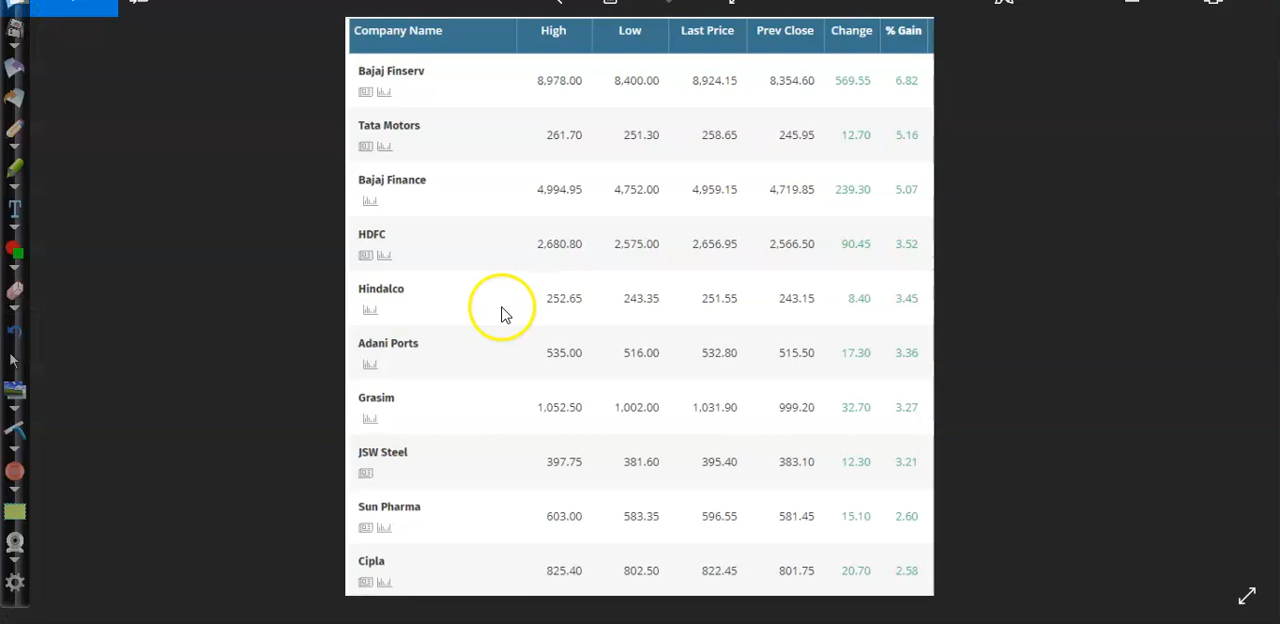 Company Name High Low Last Price Prev Close Change % Gain
Bajaj Finserv 8,978.00 8,400.00 8,924.15 8,354.60 569.55 6.82
Tata Motors 261.70 251.30 258.65 245.95 12.70 5.16
Bajaj Finance 4,994.95 4,752.00 4,959.15 4,719.85 239.30 5.07
HDFC 2,680.80 2,575.00 2,656.95 2,566.50 90.45 3.52
Hindalco 252.65 243.35 251.55 243.15 8.40 3.45
Adani Ports 535.00 516.00 532.80 515.50 17.30 3.36
Grasim 1,052.50 1,002.00 1,031.90 999.20 32.70 3.27
JSW Steel 397.75 381.60 395.40 383.10 12.30 3.21
Sun Pharma 603.00 583.35 596.55 581.45 15.10 2.60
Cipla 825.40 802.50 822.45 801.75 20.70 2.58
T